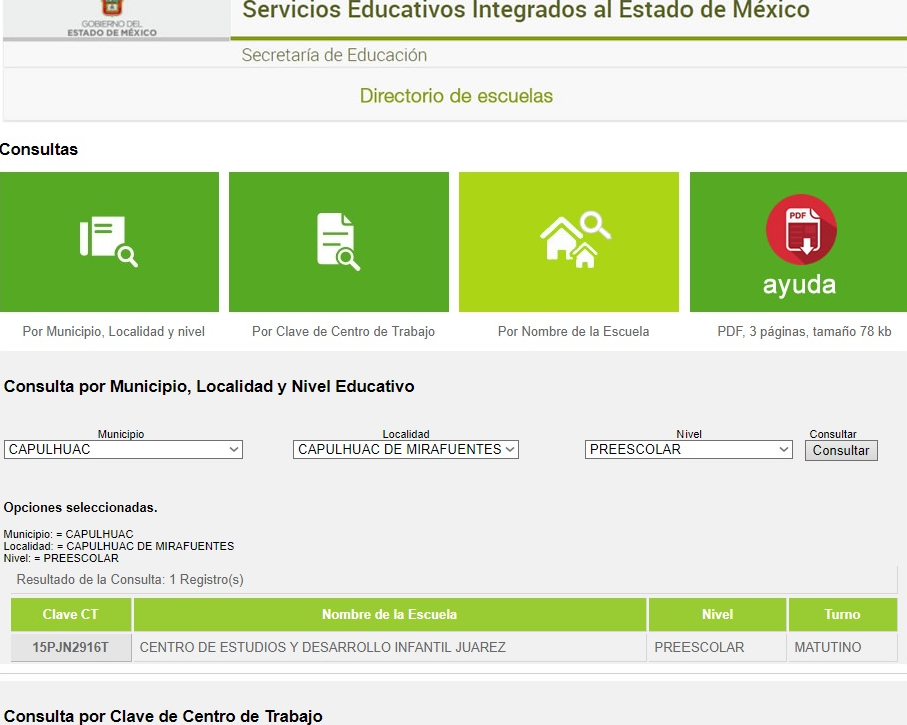 Servicios Educativos Integrados al Estado de México
GOBIERNO DEL
ESTADO DE MÉXICO
Secretaría de Educación
Directorio de escuelas
Consultas
PDF
ayuda
Por Municipio, Localidad y nivel
Por Clave de Centro de Trabajo
Por Nombre de la Escuela
PDF, 3 páginas, tamaño 78 kb
Consulta por Municipio, Localidad y Nivel Educativo
Municipio Localidad Nivel Consultar
CAPULHUAC CAPULHUAC DE MIRAFUENTES PREESCOLAR Consultar
Opciones seleccionadas.
Municipio: = CAPULHUAC
Localidad: = CAPULHUAC DE MIRAFUENTES
Nivel: = PREESCOLAR
Resultado de la Consulta: 1 Registro(s)
Clave CT Nombre de la Escuela Nivel Turno
15PJN2916T CENTRO DE ESTUDIOS Y DESARROLLO INFANTIL JUAREZ PREESCOLAR MATUTINO
Consulta por Clave de Centro de Trabajo